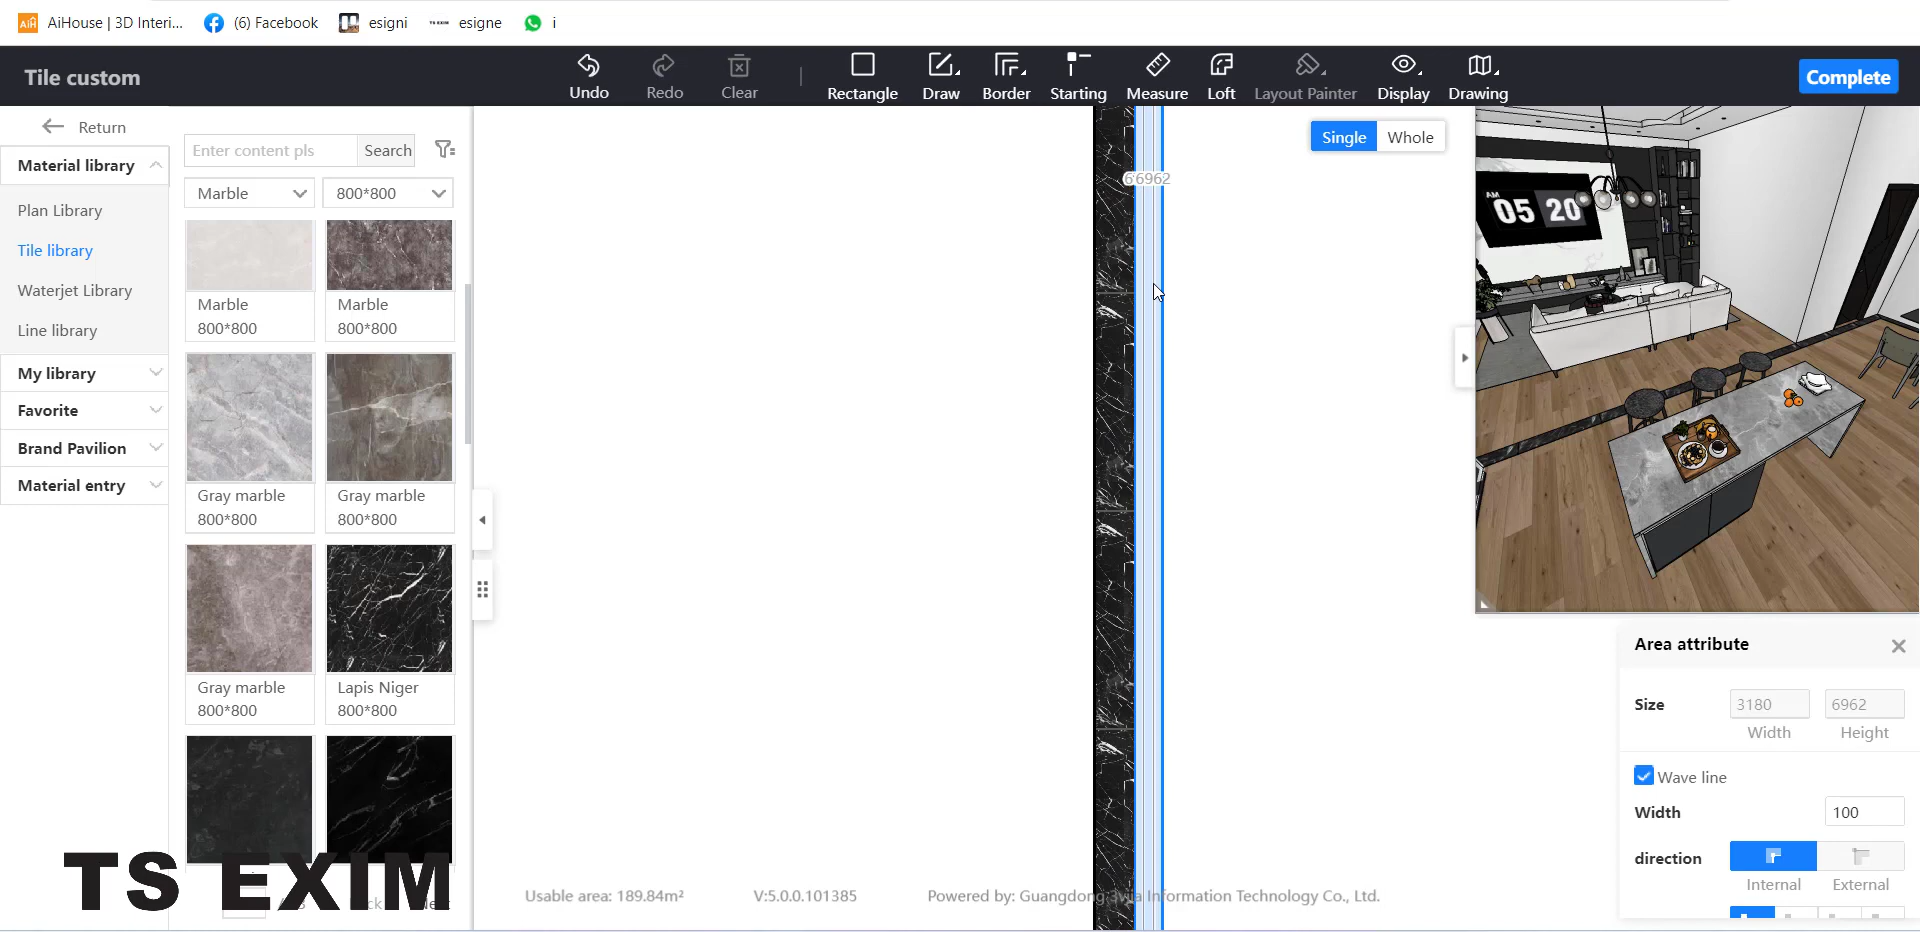 AiHouse | 3D Interi...
(6) Facebook
esigni
TS EXIM
esigne
i
Tile custom
Undo
Redo
Clear
Rectangle
Draw
Border
Starting
Measure
Loft
Layout Painter
Display
Drawing
Complete
Return
Material library
Plan Library
Tile library
Waterjet Library
Line library
My library
Favorite
Brand Pavilion
Material entry
Enter content pls
Search
Marble
800*800
Marble
800*800
Marble
800*800
Gray marble
800*800
Gray marble
800*800
Gray marble
800*800
Lapis Niger
800*800
TS EXIM
6962
Single
Whole
AM
05 20
Area attribute
Size
3180
6962
Width
Height
Wave line
Width
100
direction
Internal
External
Usable area: 189.84m²
V:5.0.0.101385
Powered by: Guangdong 3vjia Information Technology Co., Ltd.